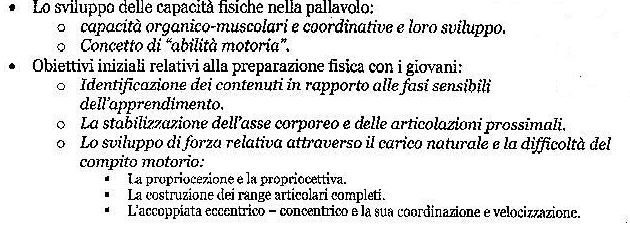 • Lo sviluppo delle capacità fisiche nella pallavolo:
o capacità organico-muscolari e coordinative e loro sviluppo.
o Concetto di "abilità motoria".
• Obiettivi iniziali relativi alla preparazione fisica con i giovani:
o Identificazione dei contenuti in rapporto alle fasi sensibili
dell'apprendimento.
o La stabilizzazione dell'asse corporeo e delle articolazioni prossimali.
o Lo sviluppo di forza relativa attraverso il carico naturale e la difficoltà del
compito motorio:
▪ La propriocezione e la propriocettiva.
▪ La costruzione dei range articolari completi.
▪ L'accoppiata eccentrico – concentrico e la sua coordinazione e velocizzazione.